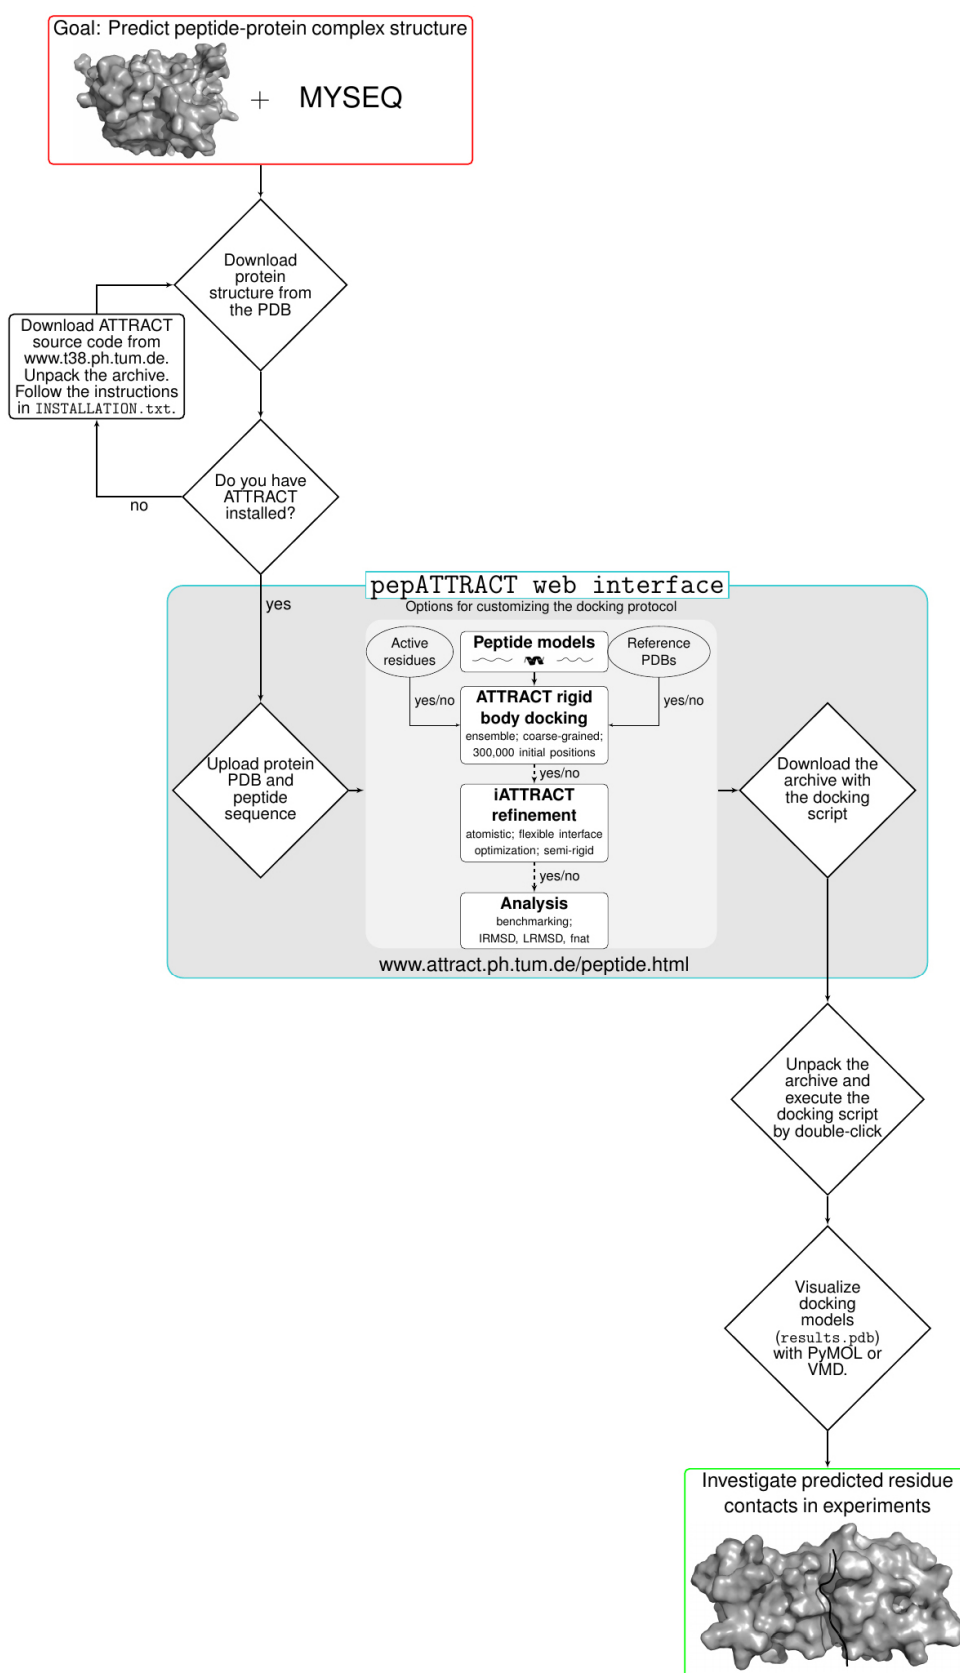 Goal: Predict peptide-protein complex structure
+ MYSEQ
Download
protein
structure from
the PDB
Download ATTRACT
source code from
www.t38.ph.tum.de.
Unpack the archive.
Follow the instructions
in INSTALLATION.txt.
Do you have
ATTRACT
installed?
no
yes
pepATTRACT web interface
Options for customizing the docking protocol
Active
residues
Peptide models
Reference
PDBs
yes/no
ATTRACT rigid
body docking
ensemble; coarse-grained;
300,000 initial positions
yes/no
yes/no
iATTRACT
refinement
atomistic; flexible interface
optimization; semi-rigid
yes/no
Analysis
benchmarking;
IRMSD, LRMSD, fnat
Upload protein
PDB and
peptide
sequence
Download the
archive with
the docking
script
www.attract.ph.tum.de/peptide.html
Unpack the
archive and
execute the
docking script
by double-click
Visualize
docking
models
(results.pdb)
with PyMOL or
VMD.
Investigate predicted residue
contacts in experiments